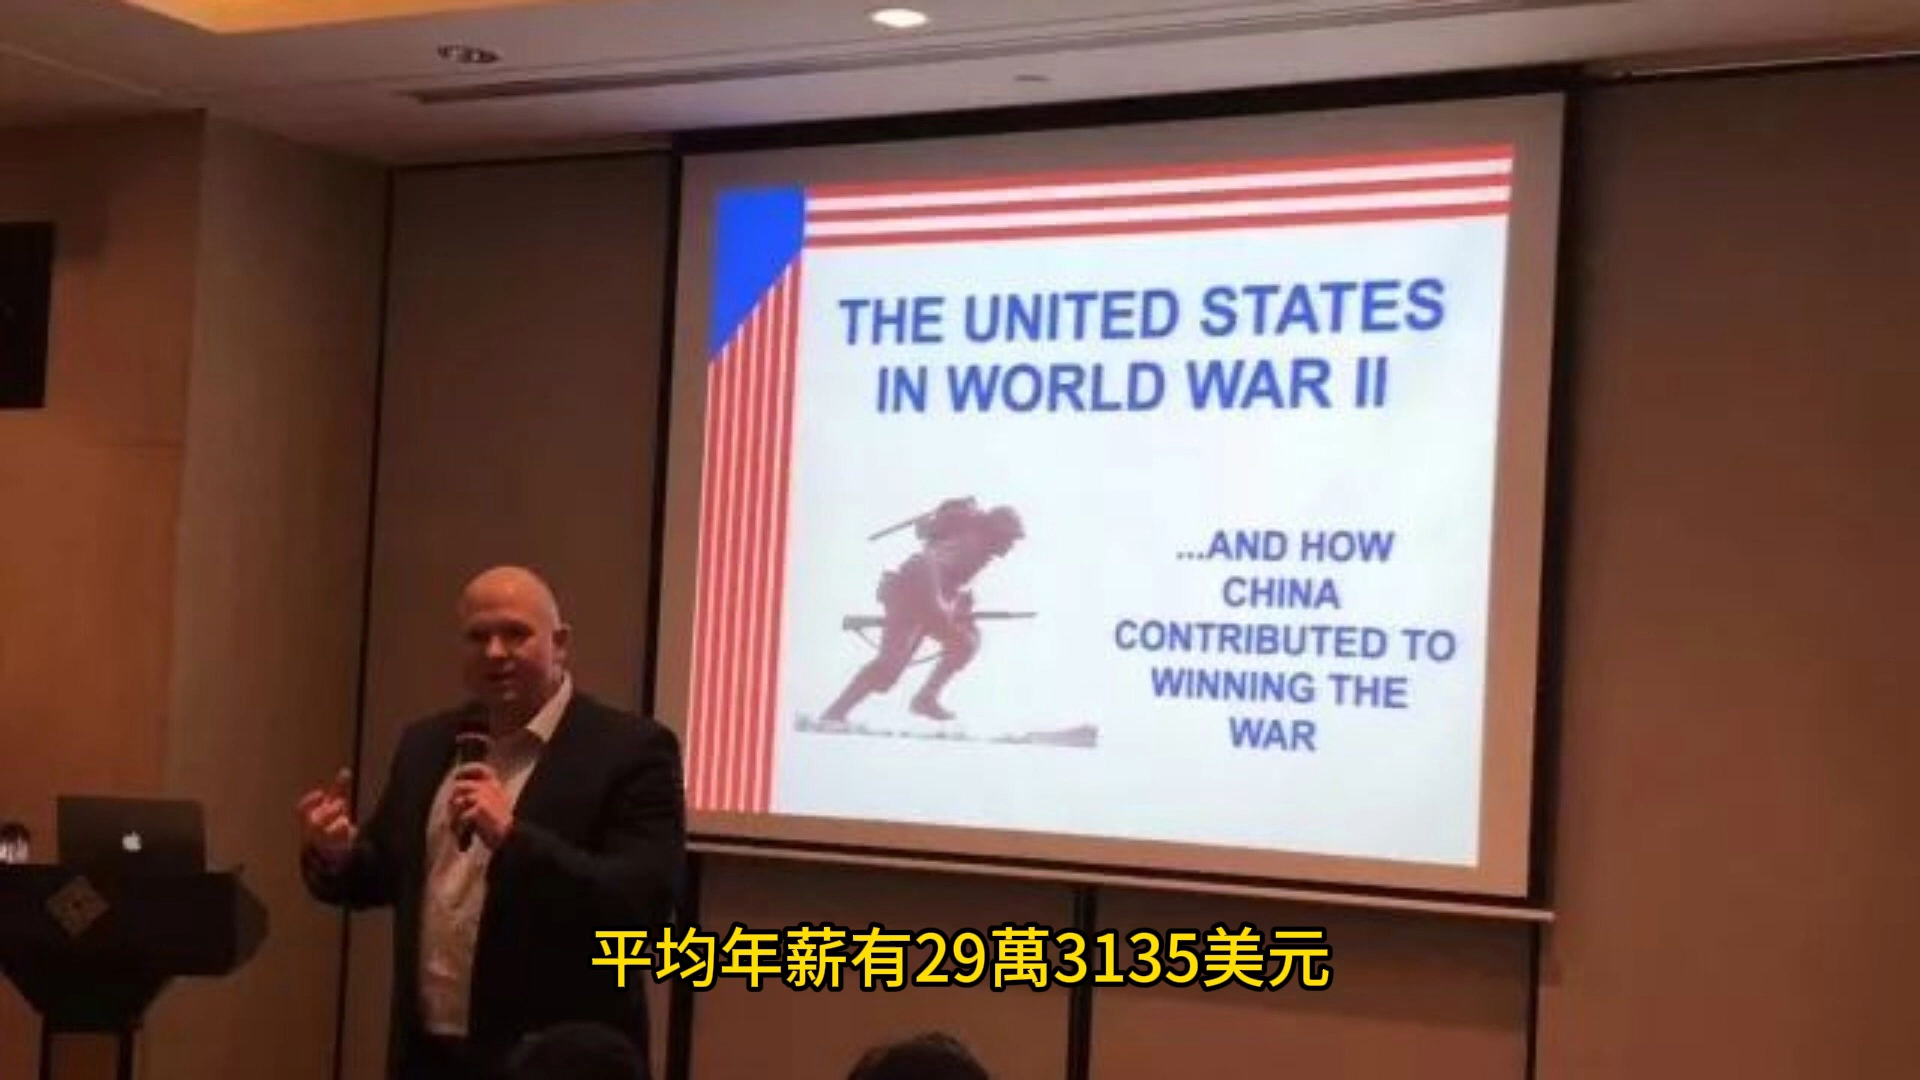 THE UNITED STATES
IN WORLD WAR II
...AND HOW
CHINA
CONTRIBUTED TO
WINNING THE
WAR
平均年薪有29萬3135美元